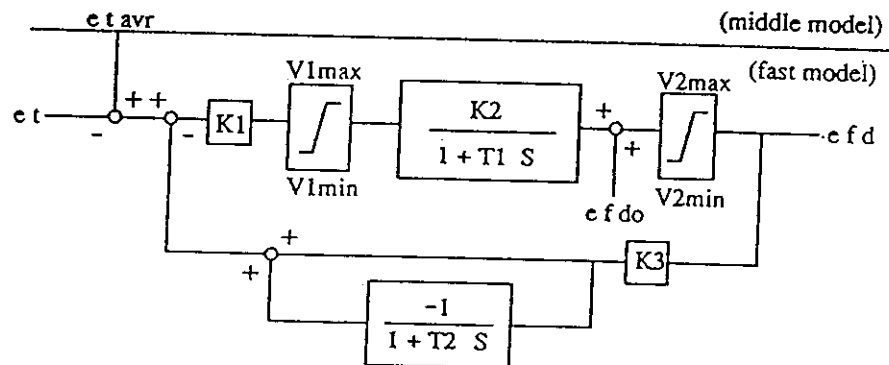 e t avr
(middle model)
(fast model)
V1max
V2max
e t
- + + -
K1
K2
1 + T1 S
+
+
e f d
V1min
V2min
e f do
+
+
K3
-1
1 + T2 S